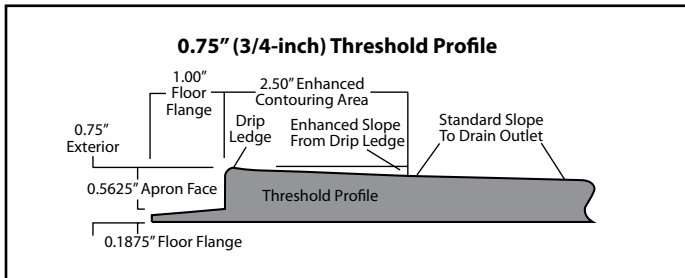 0.75" (3/4-inch) Threshold Profile
1.00"
Floor
Flange
2.50" Enhanced
Contouring Area
0.75"
Exterior
Drip
Ledge
Enhanced Slope
From Drip Ledge
Standard Slope
To Drain Outlet
0.5625" Apron Face
Threshold Profile
0.1875" Floor Flange